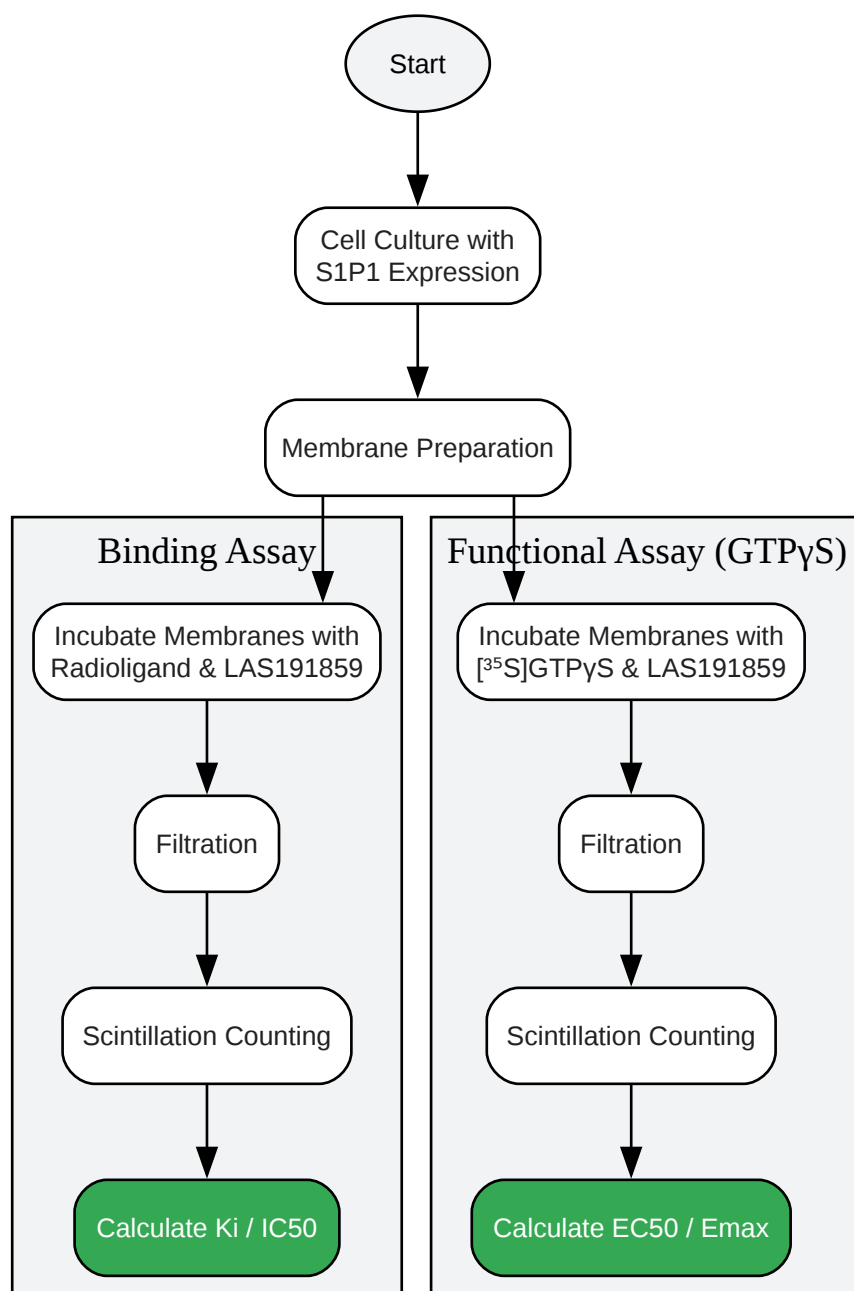 Start
Cell Culture with
S1P1 Expression
Membrane Preparation
Binding Assay
Incubate Membranes with
Radioligand & LAS191859
Filtration
Scintillation Counting
Calculate Ki / IC50
Functional Assay (GTPγS)
Incubate Membranes with
[³⁵S]GTPγS & LAS191859
Filtration
Scintillation Counting
Calculate EC50 / Emax